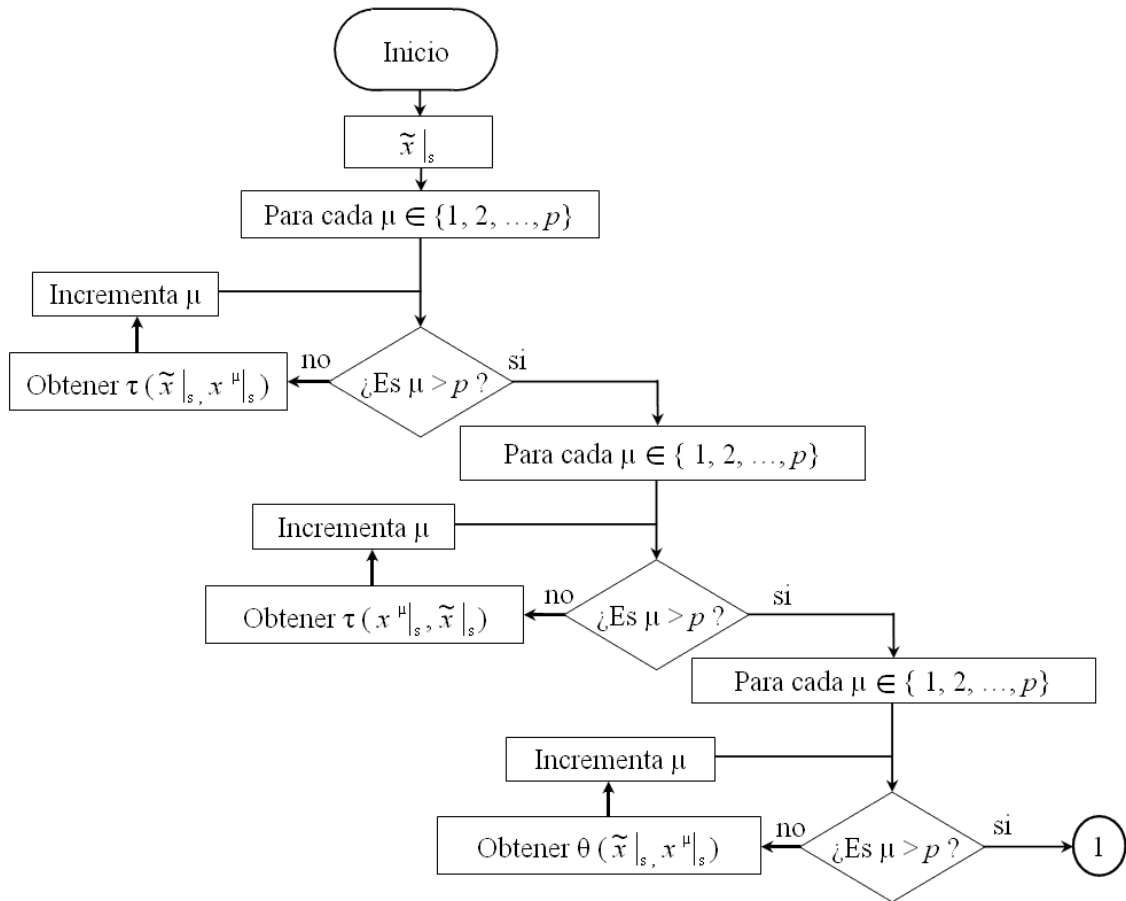 Inicio
x̃ |ₛ
Para cada μ ∈ {1, 2, …, p}
Incrementa μ
Obtener τ ( x̃ |ₛ , x ^μ|ₛ )
no
¿Es μ > p ?
si
Para cada μ ∈ { 1, 2, …, p}
Incrementa μ
Obtener τ ( x ^μ|ₛ , x̃ |ₛ )
no
¿Es μ > p ?
si
Para cada μ ∈ { 1, 2, …, p}
Incrementa μ
Obtener θ ( x̃ |ₛ , x ^μ|ₛ )
no
¿Es μ > p ?
si
1